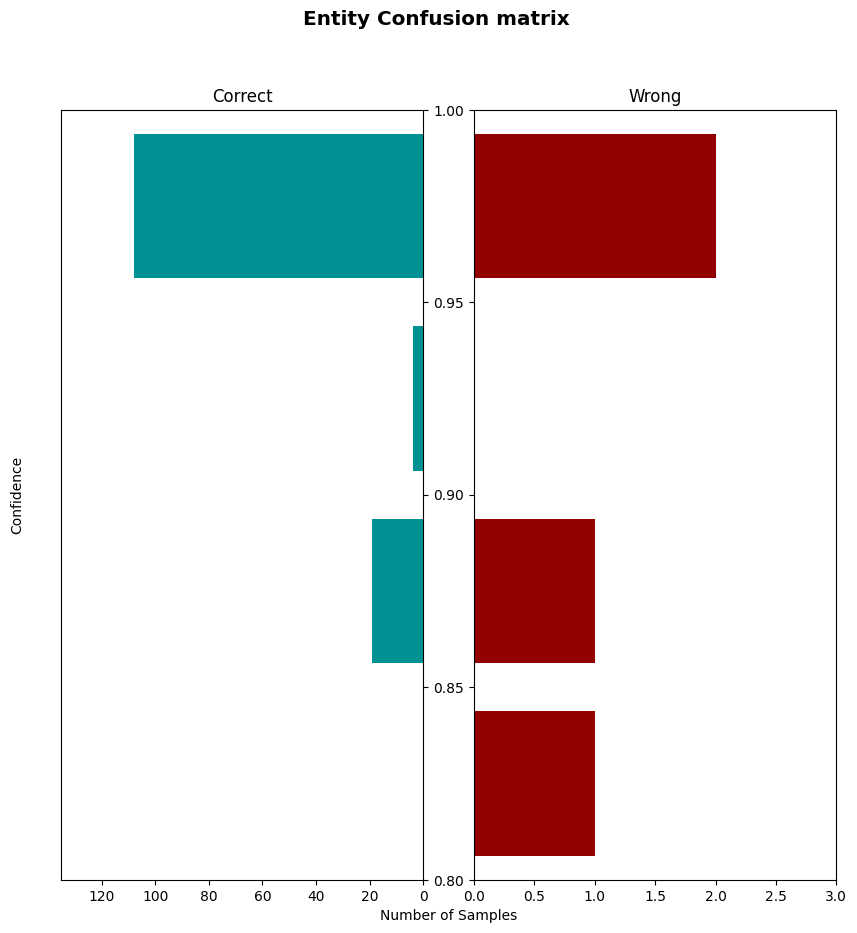 Entity Confusion matrix
Correct
Wrong
Confidence
1.00
0.95
0.90
0.85
0.80
120 100 80 60 40 20 0
0.0 0.5 1.0 1.5 2.0 2.5 3.0
Number of Samples